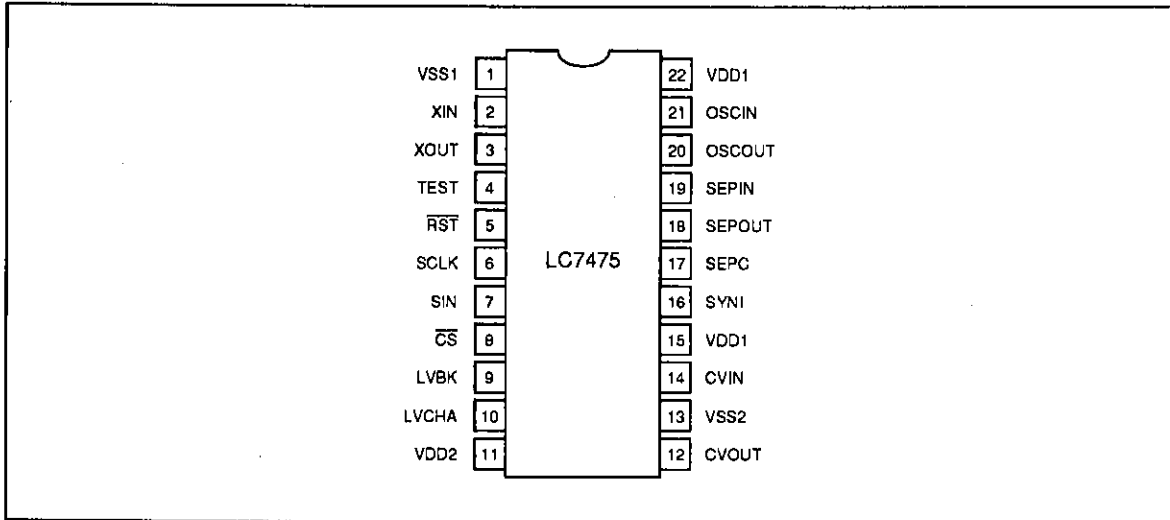 VSS1 1 22 VDD1
XIN 2 21 OSCIN
XOUT 3 20 OSCOUT
TEST 4 19 SEPIN
R̅S̅T̅ 5 18 SEPOUT
SCLK 6 LC7475 17 SEPC
SIN 7 16 SYNI
C̅S̅ 8 15 VDD1
LVBK 9 14 CVIN
LVCHA 10 13 VSS2
VDD2 11 12 CVOUT